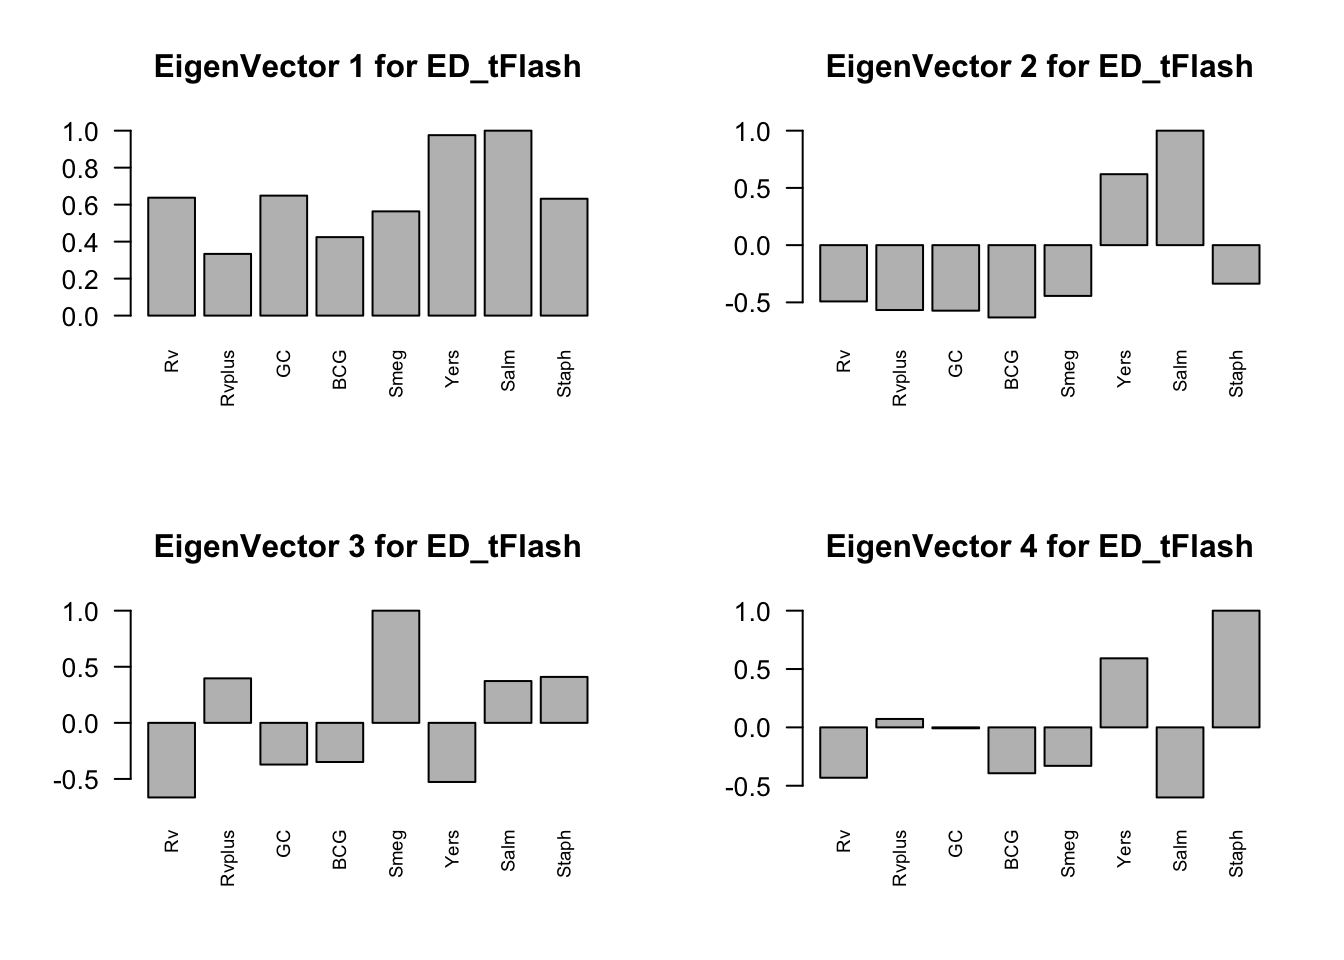 EigenVector 1 for ED_tFlash
1.0
0.8
0.6
0.4
0.2
0.0
Rv
Rvplus
GC
BCG
Smeg
Yers
Salm
Staph
EigenVector 2 for ED_tFlash
1.0
0.5
0.0
-0.5
Rv
Rvplus
GC
BCG
Smeg
Yers
Salm
Staph
EigenVector 3 for ED_tFlash
1.0
0.5
0.0
-0.5
Rv
Rvplus
GC
BCG
Smeg
Yers
Salm
Staph
EigenVector 4 for ED_tFlash
1.0
0.5
0.0
-0.5
Rv
Rvplus
GC
BCG
Smeg
Yers
Salm
Staph